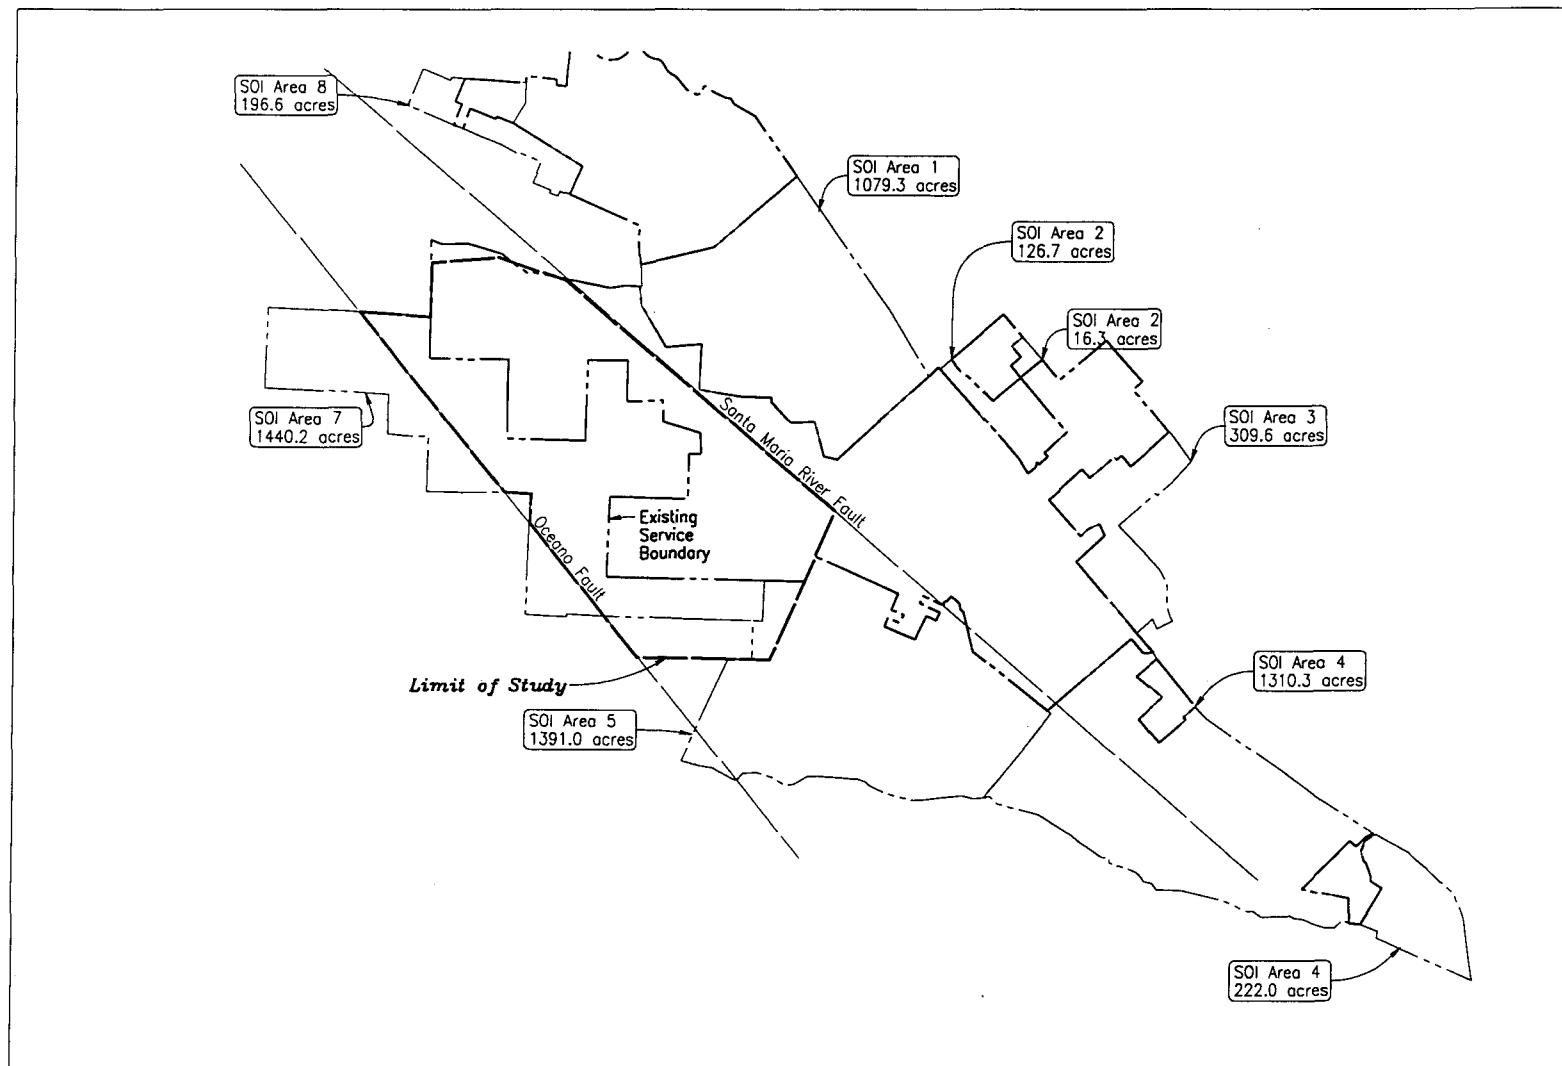 SOI Area 8
196.6 acres
SOI Area 1
1079.3 acres
SOI Area 2
126.7 acres
SOI Area 2
16.3 acres
SOI Area 7
1440.2 acres
SOI Area 3
309.6 acres
Santa Maria River Fault
Existing
Service
Boundary
Oceano Fault
Limit of Study
SOI Area 4
1310.3 acres
SOI Area 5
1391.0 acres
SOI Area 4
222.0 acres